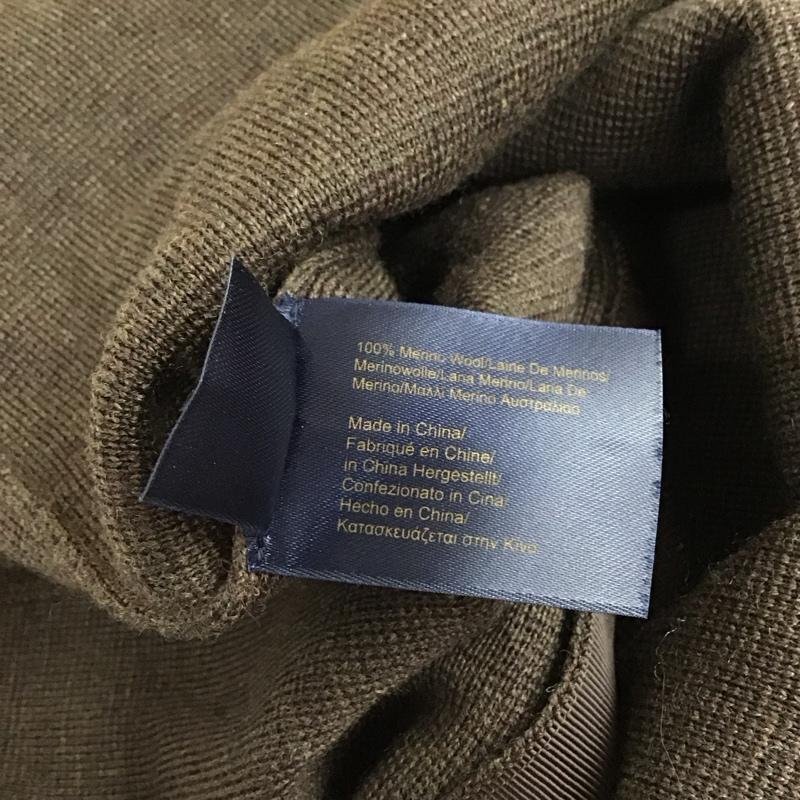 100% Merino Wool/Laine De Merinos/
Merinowolle/Lana Merino/Lana De
Merino/Μαλλί Merino Αυστραλιας
Made in China/
Fabriqué en Chine/
in China Hergestellt/
Confezionato in Cina/
Hecho en China/
Κατασκευάζεται στην Κίνα